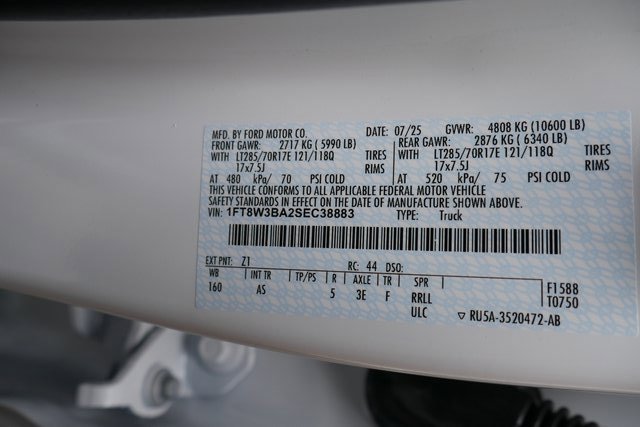 MFD. BY FORD MOTOR CO. DATE: 07/25 GVWR: 4808 KG (10600 LB)
FRONT GAWR: 2717 KG (5990 LB) REAR GAWR: 2876 KG (6340 LB)
WITH LT285/70R17E 121/118Q TIRES WITH LT285/70R17E 121/118Q TIRES
17x7.5J RIMS 17x7.5J RIMS
AT 480 kPa/ 70 PSI COLD AT 520 kPa/ 75 PSI COLD
THIS VEHICLE CONFORMS TO ALL APPLICABLE FEDERAL MOTOR VEHICLE
SAFETY STANDARDS IN EFFECT ON THE DATE OF MANUFACTURE SHOWN ABOVE.
VIN: 1FT8W3BA2SEC38883 TYPE: Truck
EXT PNT: Z1 RC: 44 DSO:
WB INT TR TP/PS R AXLE TR SPR F1588
160 AS 5 3E F RRLL T0750
ULC ▽ RU5A-3520472-AB